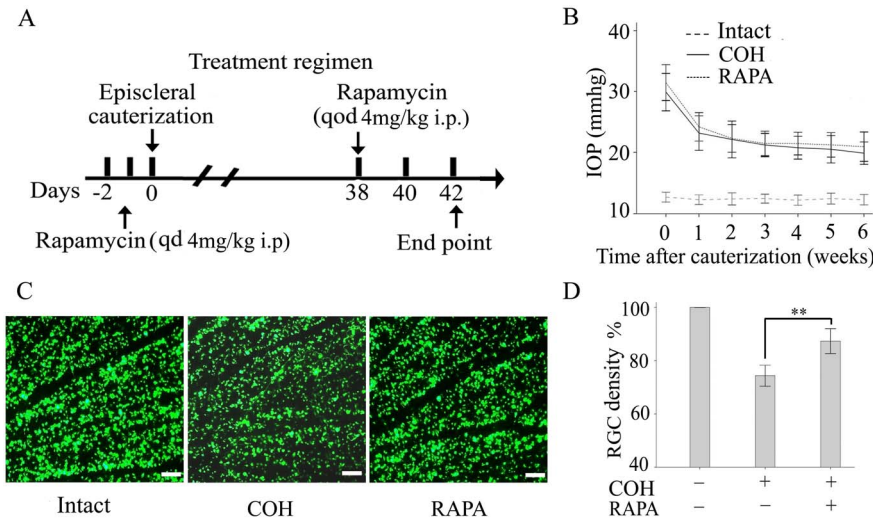 A
Treatment regimen
Episcleral
cauterization
Rapamycin
(qod 4mg/kg i.p.)
Days
-2
0
38
40
42
Rapamycin (qd 4mg/kg i.p)
End point
B
Intact
COH
RAPA
IOP (mmhg)
40
30
20
10
0 1 2 3 4 5 6
Time after cauterization (weeks)
C
Intact
COH
RAPA
D
RGC density %
100
80
60
40
**
COH - + +
RAPA - - +